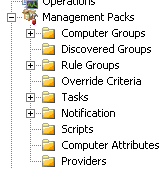 Operations
Management Packs
Computer Groups
Discovered Groups
Rule Groups
Override Criteria
Tasks
Notification
Scripts
Computer Attributes
Providers